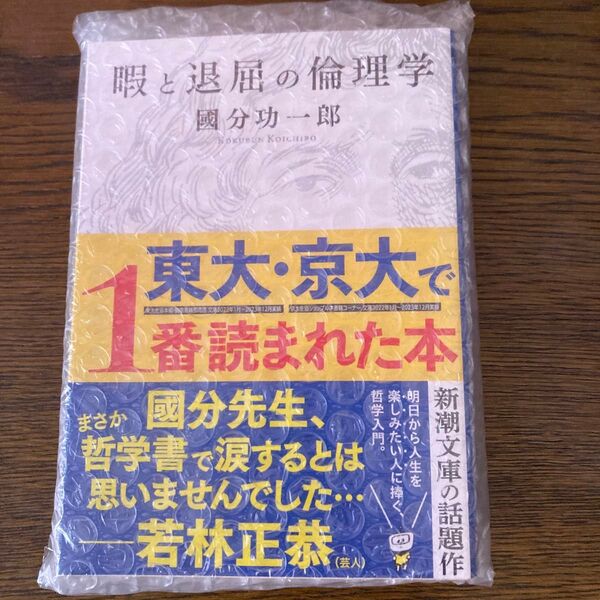 暇と退屈の倫理学
國分功一郎
KOKUBUN KOICHIRO
東大・京大で
1番読まれた本
國分先生、
まさか哲学書で涙するとは
思いませんでした…
──若林正恭(芸人)
明日から、人生を
楽しみたい人に捧ぐ
哲学入門。
新潮文庫の話題作